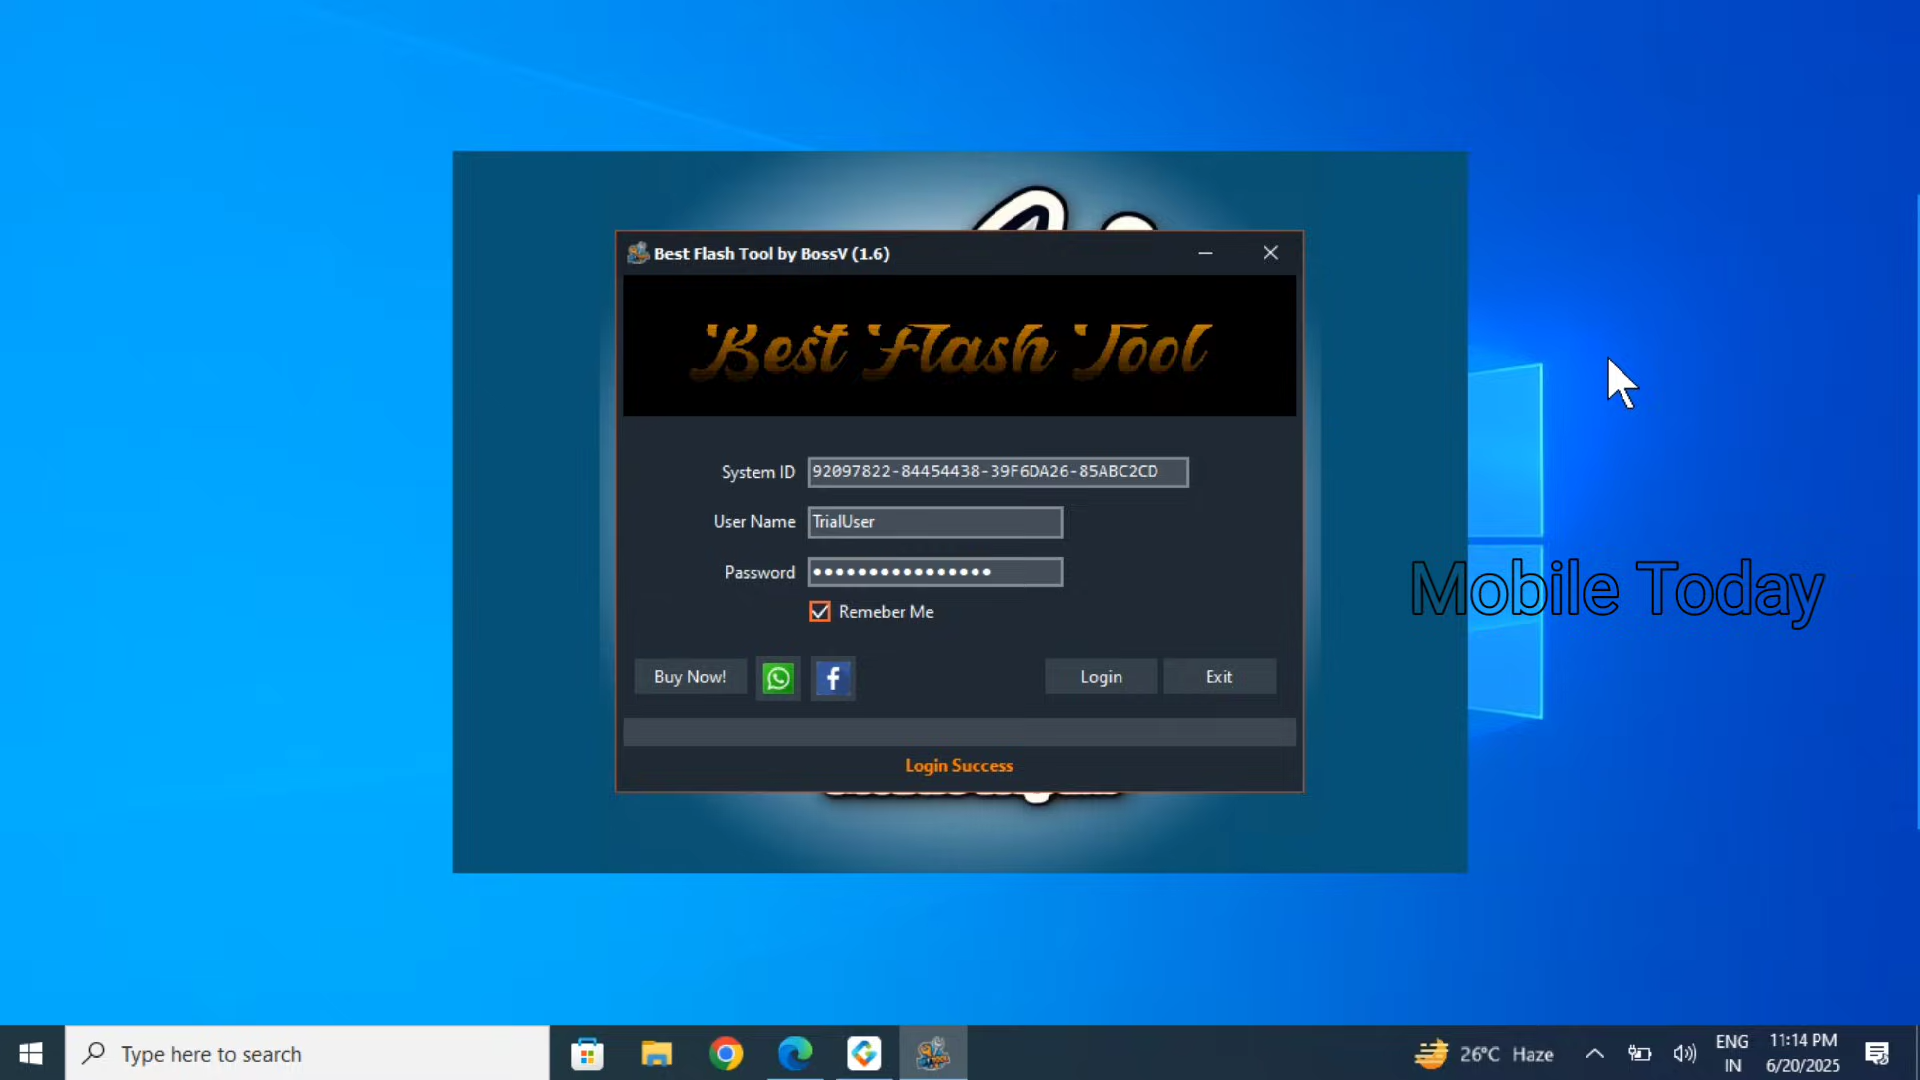 Best Flash Tool by BossV (1.6)
Best Flash Tool
System ID 92097822-84454438-39F6DA26-85ABC2CD
User Name TrialUser
Password ••••••••••••••••
Remeber Me
Buy Now! Login Exit
Login Success
Mobile Today
Type here to search
26°C Haze
ENG
IN
11:14 PM
6/20/2025